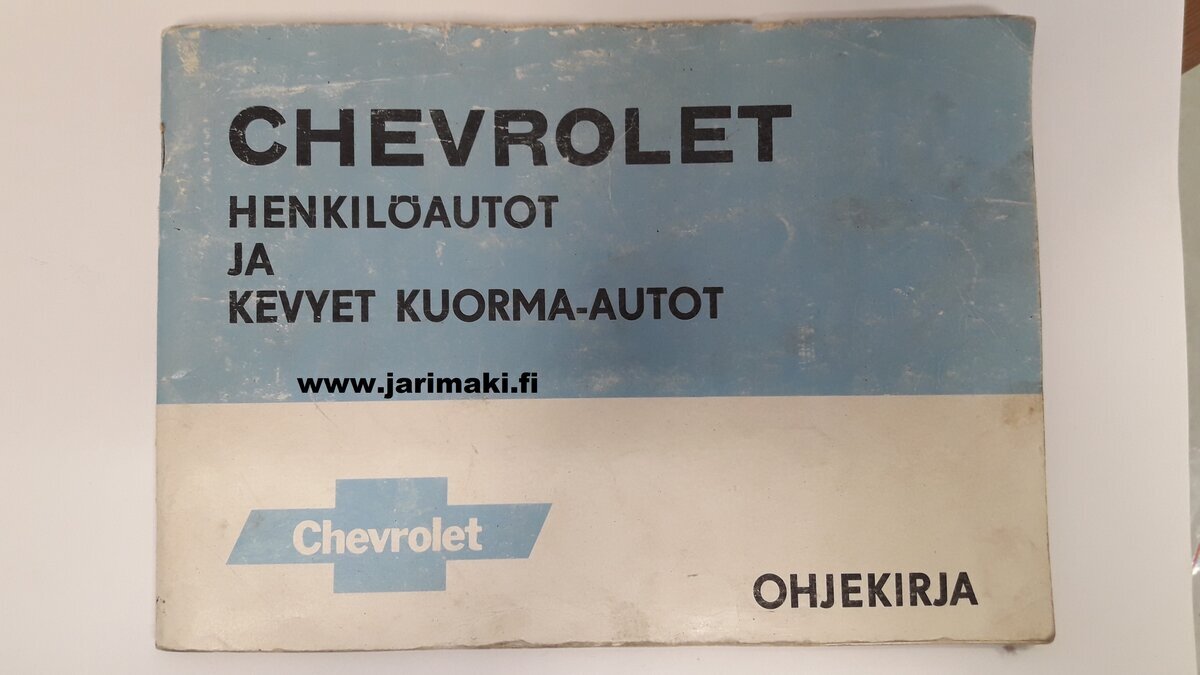 CHEVROLET
HENKILÖAUTOT
JA
KEVYET KUORMA-AUTOT
www.jarimaki.fi
Chevrolet
OHJEKIRJA